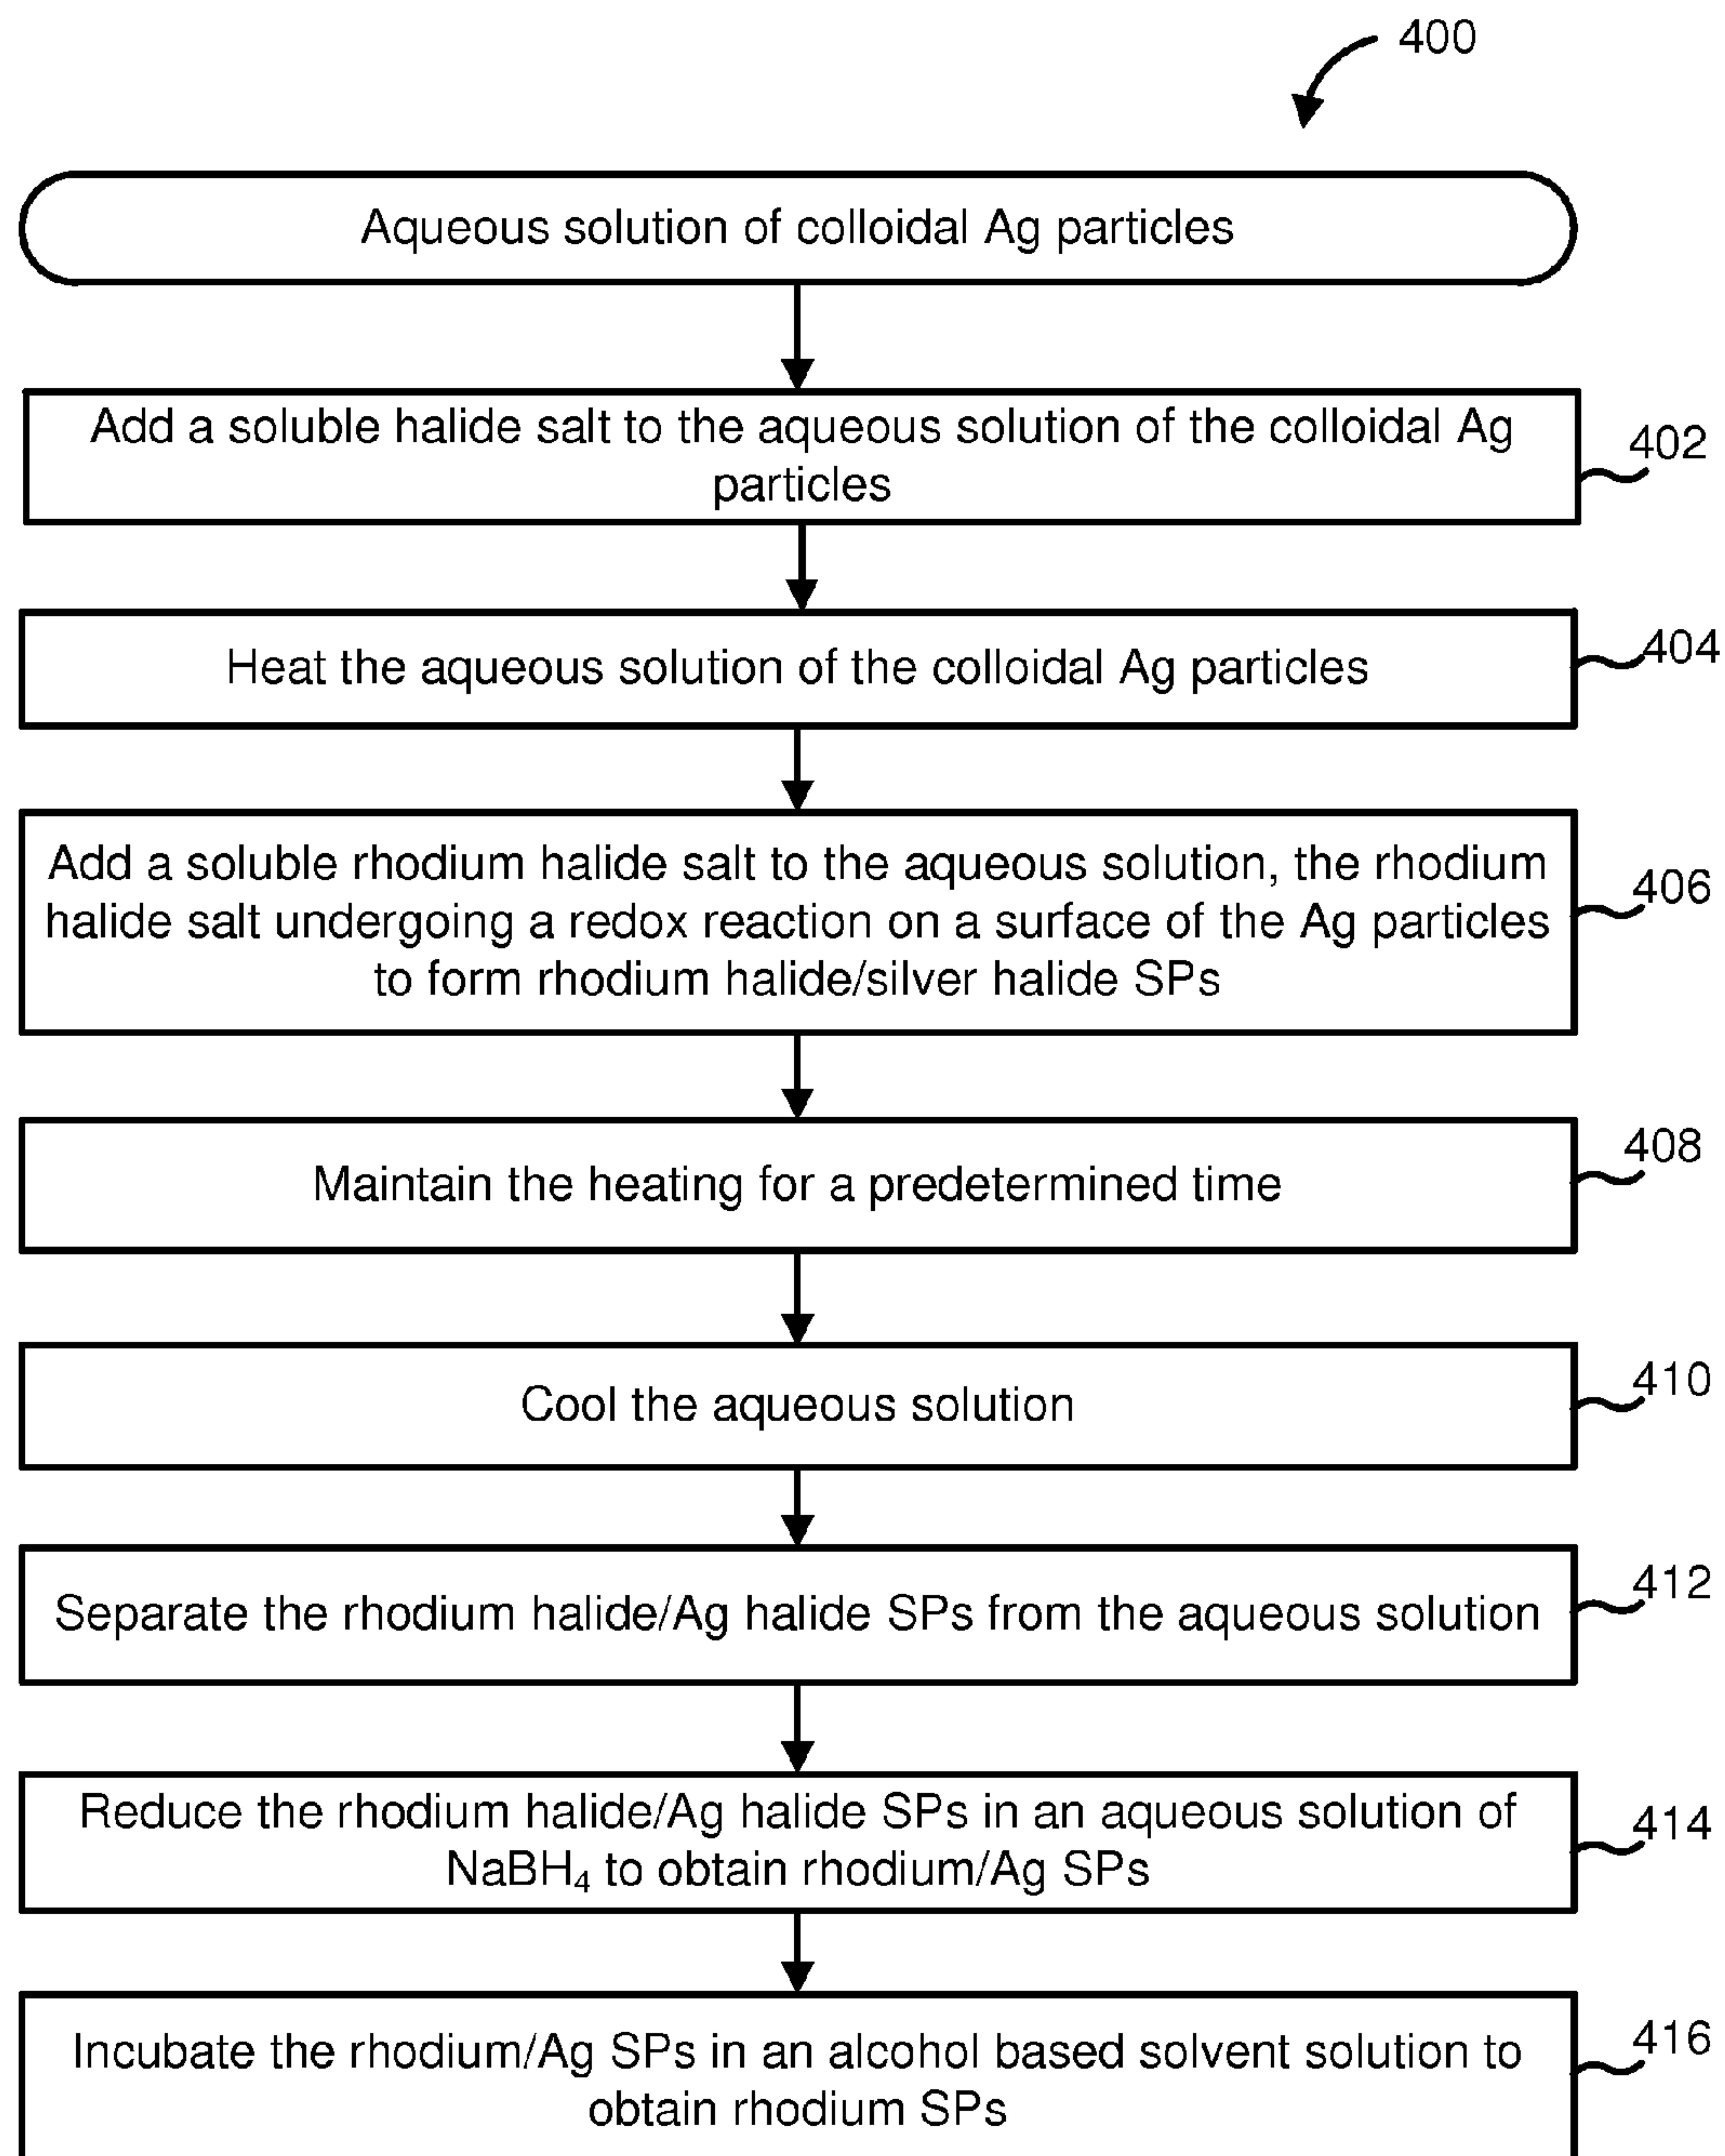 400
Aqueous solution of colloidal Ag particles
Add a soluble halide salt to the aqueous solution of the colloidal Ag
particles
402
Heat the aqueous solution of the colloidal Ag particles
404
Add a soluble rhodium halide salt to the aqueous solution, the rhodium
halide salt undergoing a redox reaction on a surface of the Ag particles
to form rhodium halide/silver halide SPs
406
Maintain the heating for a predetermined time
408
Cool the aqueous solution
410
Separate the rhodium halide/Ag halide SPs from the aqueous solution
412
Reduce the rhodium halide/Ag halide SPs in an aqueous solution of
NaBH₄ to obtain rhodium/Ag SPs
414
Incubate the rhodium/Ag SPs in an alcohol based solvent solution to
obtain rhodium SPs
416